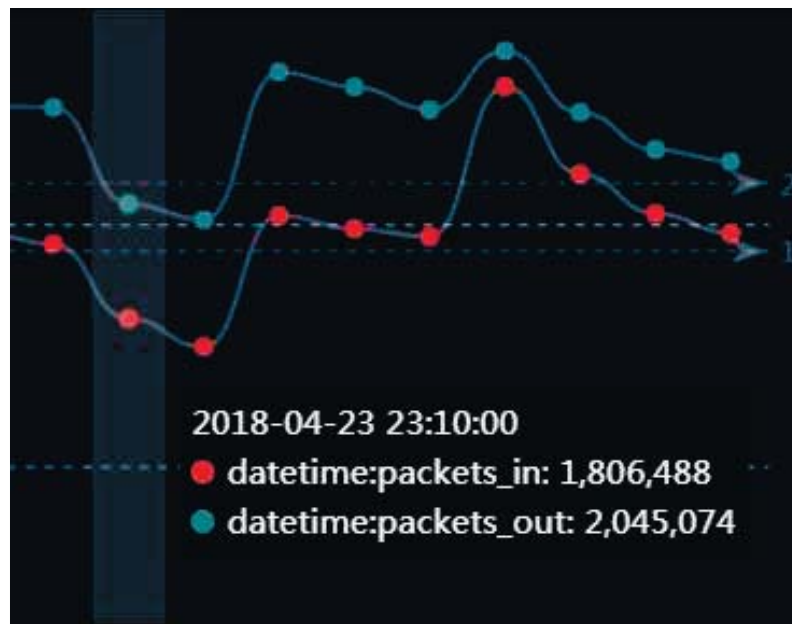 2018-04-23 23:10:00
datetime:packets_in: 1,806,488
datetime:packets_out: 2,045,074